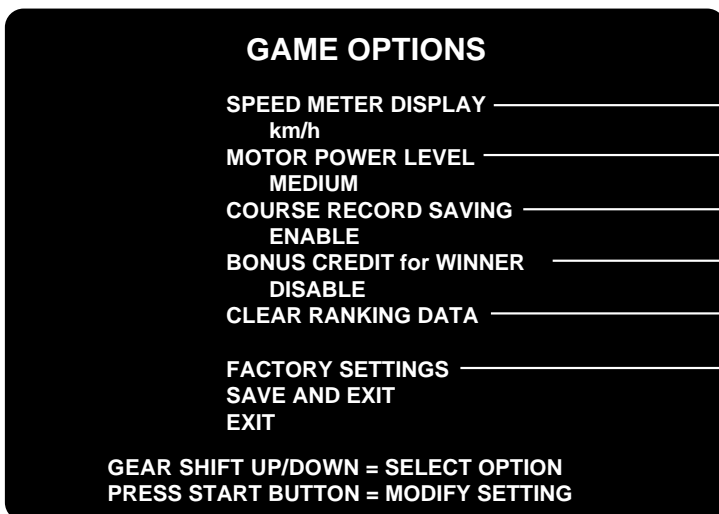 GAME OPTIONS
SPEED METER DISPLAY
km/h
MOTOR POWER LEVEL
MEDIUM
COURSE RECORD SAVING
ENABLE
BONUS CREDIT for WINNER
DISABLE
CLEAR RANKING DATA
FACTORY SETTINGS
SAVE AND EXIT
EXIT
GEAR SHIFT UP/DOWN = SELECT OPTION
PRESS START BUTTON = MODIFY SETTING